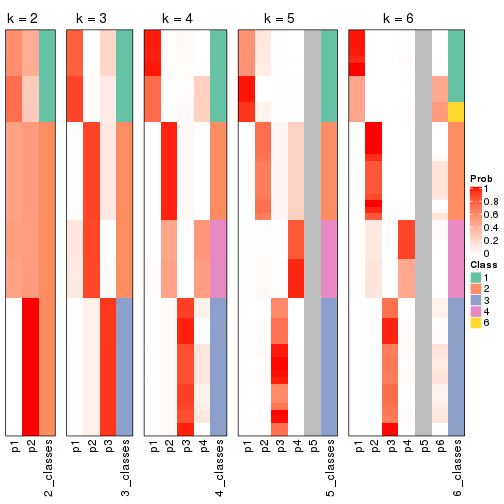 k = 2
k = 3
k = 4
k = 5
k = 6
Prob
1
0.8
0.6
0.4
0.2
0
Class
1
2
3
4
6
p1
p2
2_classes
p1
p2
p3
3_classes
p1
p2
p3
p4
4_classes
p1
p2
p3
p4
p5
5_classes
p1
p2
p3
p4
p5
p6
6_classes